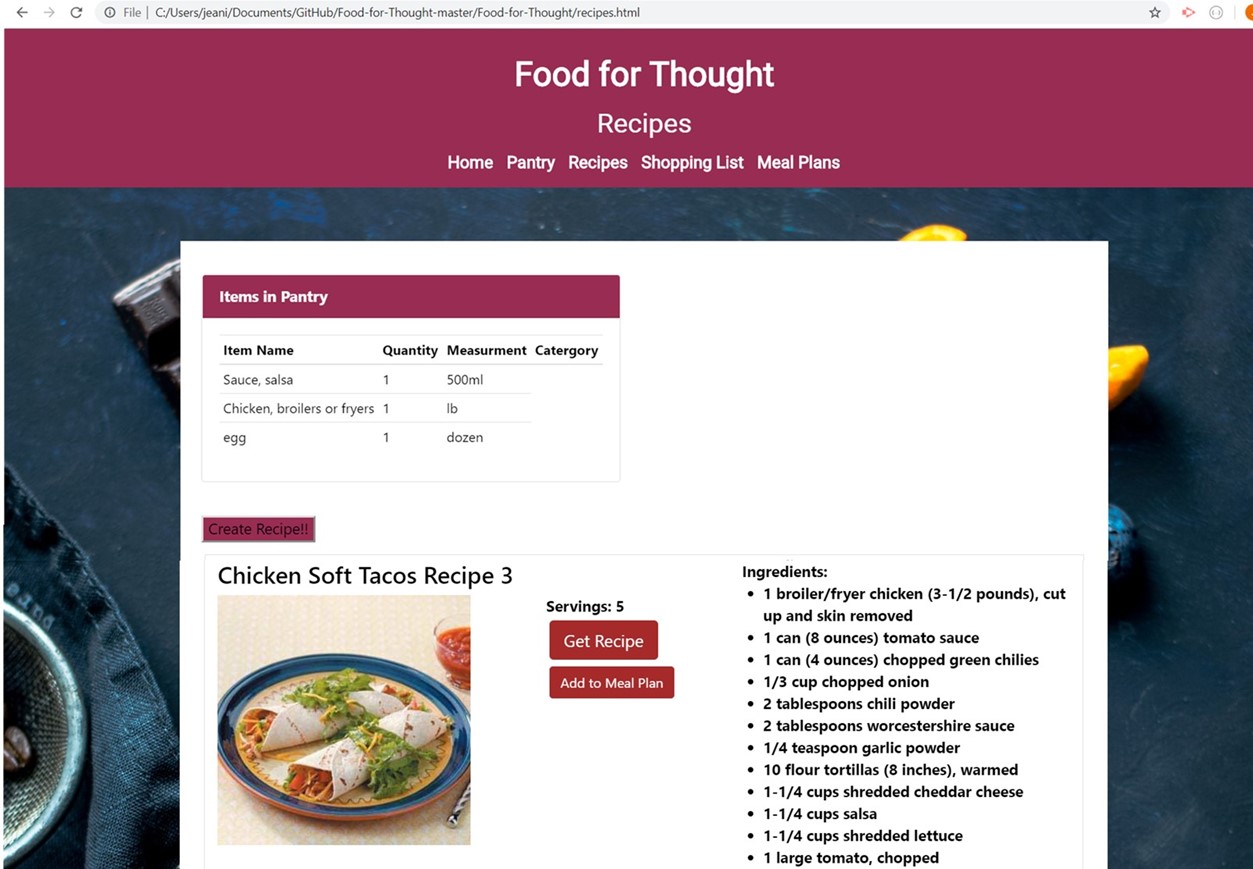 File | C:/Users/jeani/Documents/GitHub/Food-for-Thought-master/Food-for-Thought/recipes.html
Food for Thought
Recipes
Home Pantry Recipes Shopping List Meal Plans
Items in Pantry
Item Name Quantity Measurment Catergory
Sauce, salsa 1 500ml
Chicken, broilers or fryers 1 lb
egg 1 dozen
Create Recipe!!
Chicken Soft Tacos Recipe 3
Servings: 5
Get Recipe
Add to Meal Plan
Ingredients:
• 1 broiler/fryer chicken (3-1/2 pounds), cut
up and skin removed
• 1 can (8 ounces) tomato sauce
• 1 can (4 ounces) chopped green chilies
• 1/3 cup chopped onion
• 2 tablespoons chili powder
• 2 tablespoons worcestershire sauce
• 1/4 teaspoon garlic powder
• 10 flour tortillas (8 inches), warmed
• 1-1/4 cups shredded cheddar cheese
• 1-1/4 cups salsa
• 1-1/4 cups shredded lettuce
• 1 large tomato, chopped